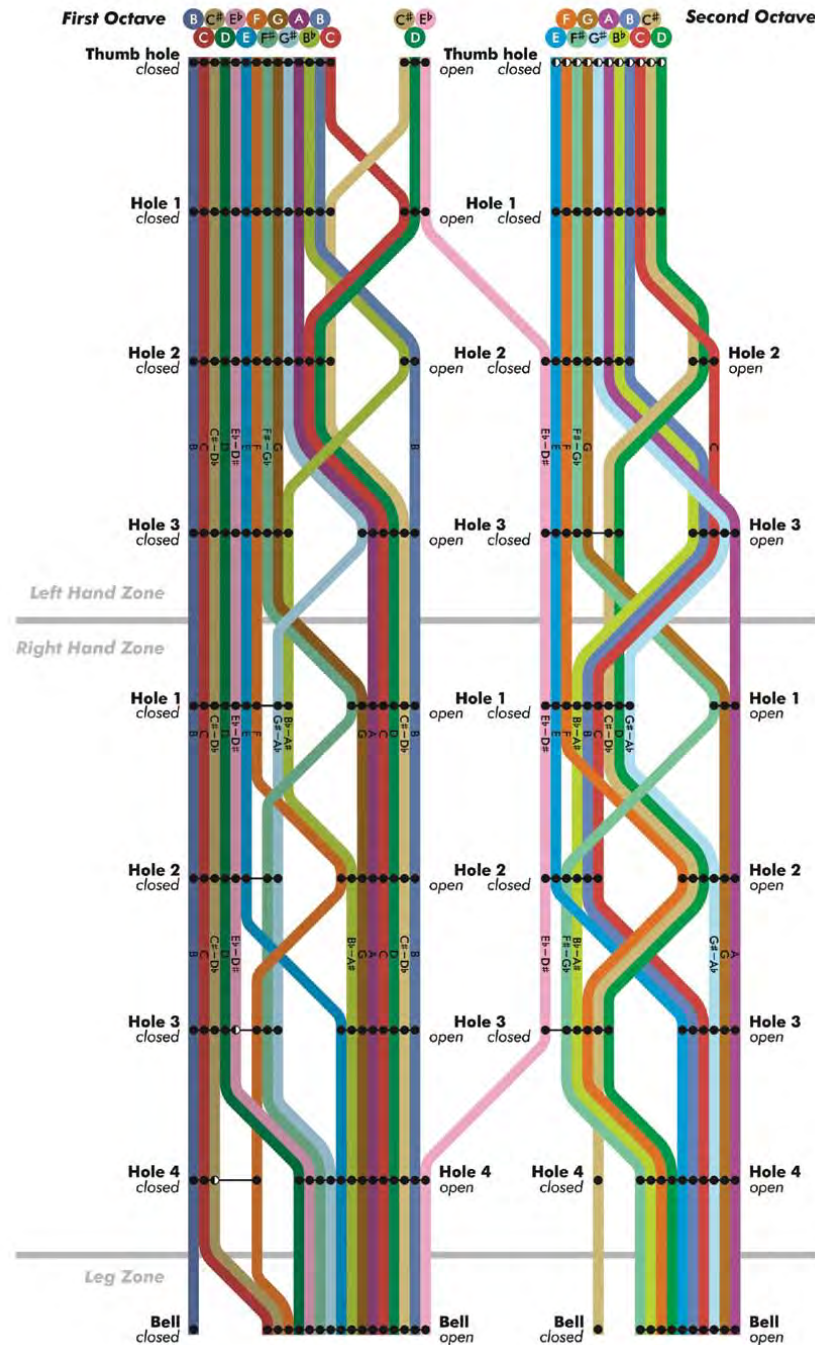 First Octave
B C# E♭ F G A B
C D E F# G# B♭ C
C# E♭
D
F G A B C#
E F# G# B♭ C D
Second Octave
Thumb hole
closed
open
Thumb hole
closed
Hole 1
closed
open
Hole 1
closed
Hole 2
closed
open
Hole 2
closed
Hole 2
open
B
C
C#–D♭
D
E♭–D#
E
F
F#–G♭
G
B
E♭–D#
E
F
F#–G♭
G
C
Hole 3
closed
open
Hole 3
closed
Hole 3
open
Left Hand Zone
Right Hand Zone
Hole 1
closed
open
Hole 1
closed
Hole 1
open
B
C
C#–D♭
D
E♭–D#
E
F
G#–A♭
B♭–A#
G
A
C
D
C#–D♭
B
E♭–D#
E
F
B♭–A#
B
C
C#–D♭
D
G#–A♭
Hole 2
closed
open
Hole 2
closed
Hole 2
open
B
C
C#–D♭
D
E♭–D#
B♭–A#
G
A
C
D
C#–D♭
B
E♭–D#
F#–G♭
B♭–A#
G#–A♭
G
A
Hole 3
closed
open
Hole 3
closed
Hole 3
open
Hole 4
closed
Hole 4
open
Hole 4
closed
Hole 4
open
Leg Zone
Bell
closed
Bell
open
Bell
closed
Bell
open